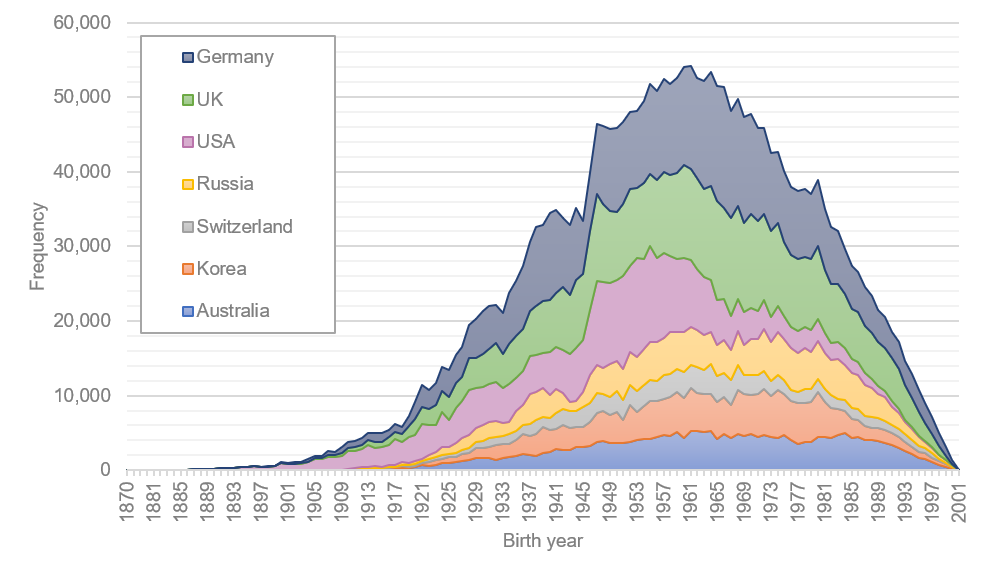 60,000
50,000
40,000
30,000
20,000
10,000
0
Frequency
Germany
UK
USA
Russia
Switzerland
Korea
Australia
1870 1881 1885 1889 1893 1897 1901 1905 1909 1913 1917 1921 1925 1929 1933 1937 1941 1945 1949 1953 1957 1961 1965 1969 1973 1977 1981 1985 1989 1993 1997 2001
Birth year